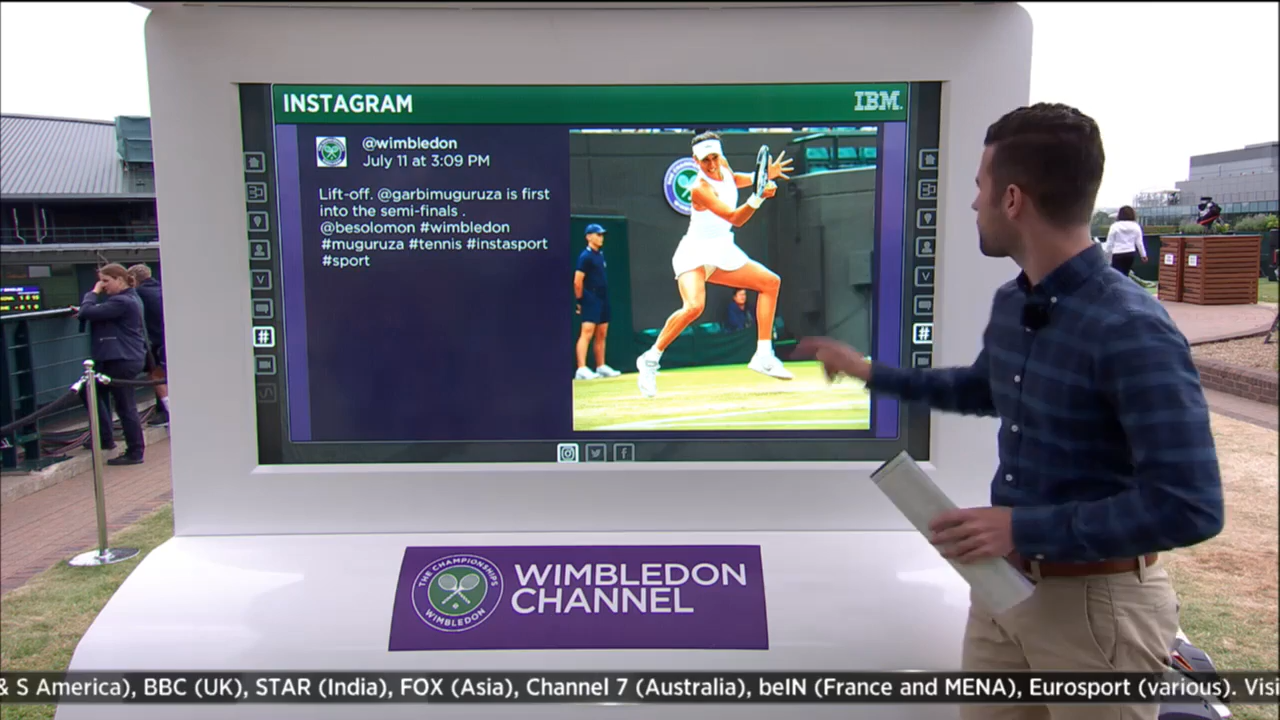 INSTAGRAM
IBM
@wimbledon
July 11 at 3:09 PM
Lift-off. @garbimuguruza is first
into the semi-finals .
@besolomon #wimbledon
#muguruza #tennis #instasport
#sport
THE CHAMPIONSHIPS
WIMBLEDON
WIMBLEDON
CHANNEL
& S America), BBC (UK), STAR (India), FOX (Asia), Channel 7 (Australia), beIN (France and MENA), Eurosport (various). Visi